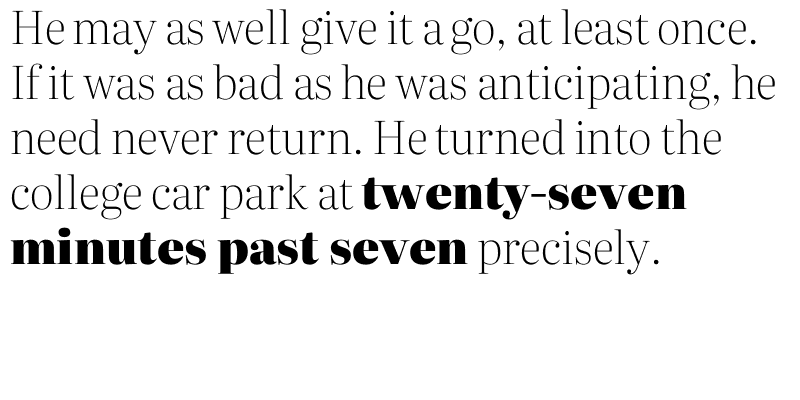 He may as well give it a go, at least once.
If it was as bad as he was anticipating, he
need never return. He turned into the
college car park at twenty-seven
minutes past seven precisely.